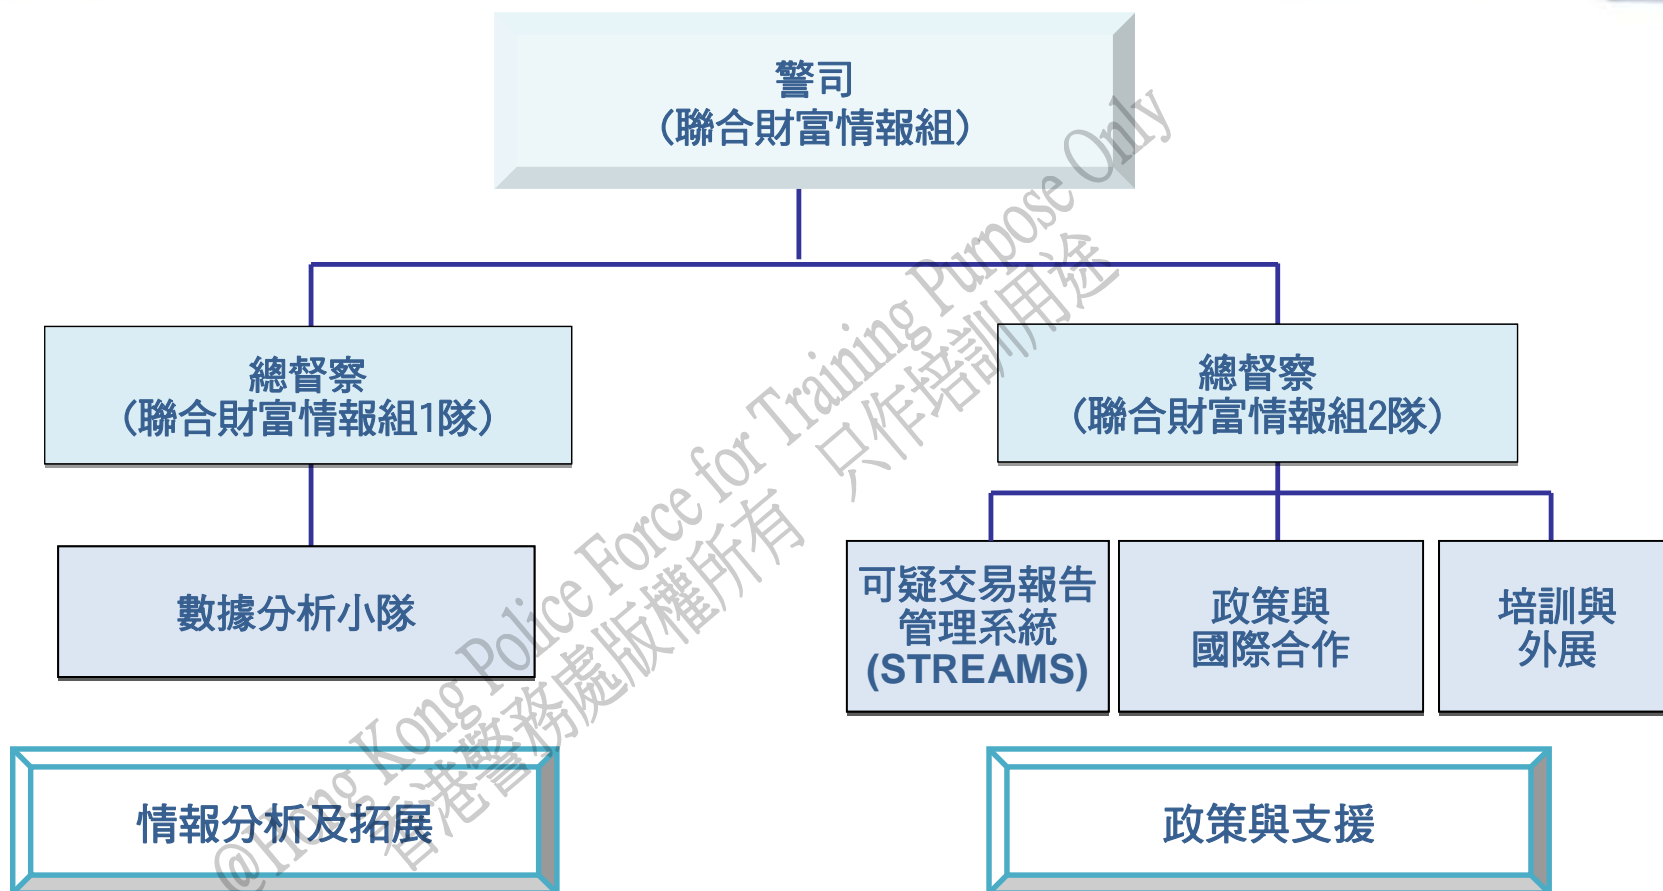 警司
(聯合財富情報組)
總督察
(聯合財富情報組1隊)
總督察
(聯合財富情報組2隊)
數據分析小隊
可疑交易報告
管理系統
(STREAMS)
政策與
國際合作
培訓與
外展
情報分析及拓展
政策與支援
@Hong Kong Police Force for Training Purpose Only
香港警務處版權所有 只作培訓用途